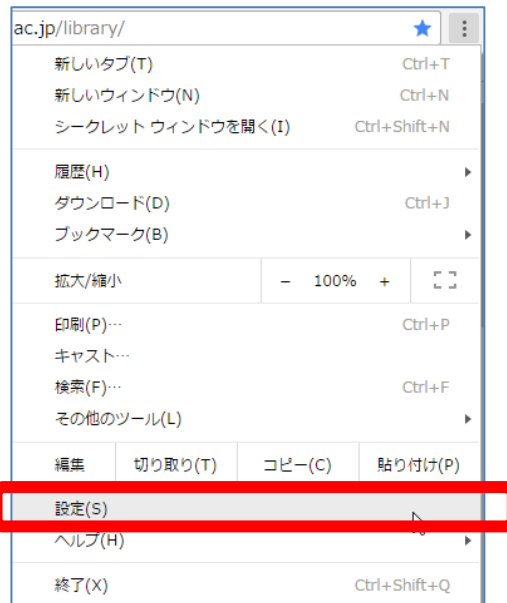 ac.jp/library/
新しいタブ(T) Ctrl+T
新しいウィンドウ(N) Ctrl+N
シークレット ウィンドウを開く(I) Ctrl+Shift+N
履歴(H)
ダウンロード(D) Ctrl+J
ブックマーク(B)
拡大/縮小 − 100% +
印刷(P)… Ctrl+P
キャスト…
検索(F)… Ctrl+F
その他のツール(L)
編集 切り取り(T) コピー(C) 貼り付け(P)
設定(S)
ヘルプ(H)
終了(X) Ctrl+Shift+Q